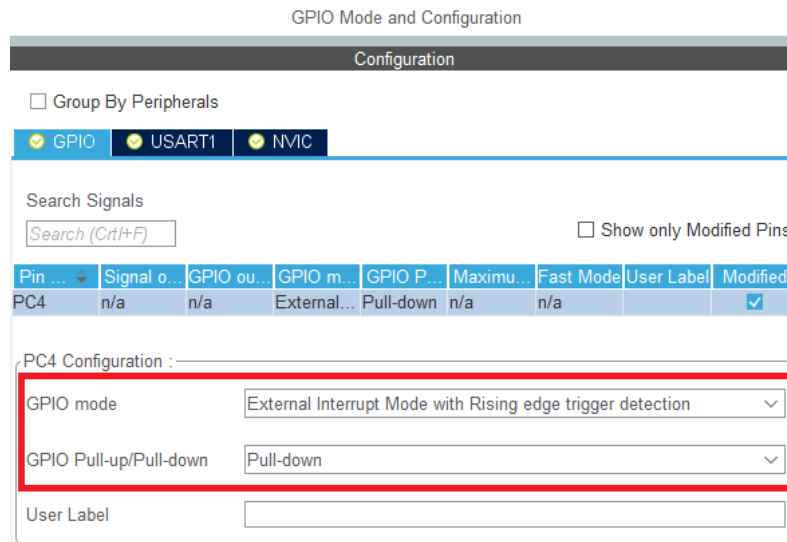 GPIO Mode and Configuration
Configuration
Group By Peripherals
GPIO USART1 NVIC
Search Signals
Search (Crtl+F)
Show only Modified Pins
Pin ... Signal o... GPIO ou... GPIO m... GPIO P... Maximu... Fast Mode User Label Modified
PC4 n/a n/a External... Pull-down n/a n/a
PC4 Configuration :
GPIO mode External Interrupt Mode with Rising edge trigger detection
GPIO Pull-up/Pull-down Pull-down
User Label